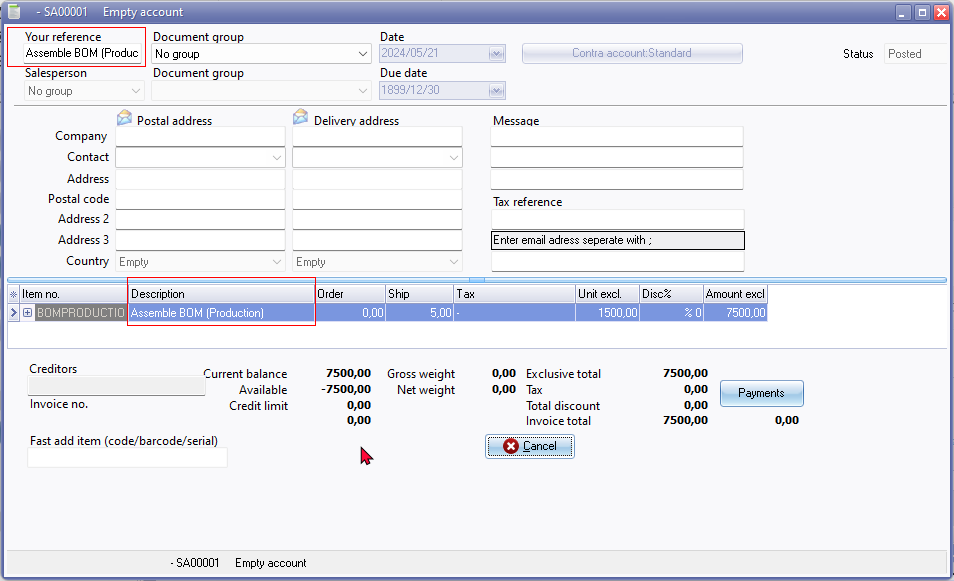 - SA00001 Empty account
Your reference Document group Date
Assemble BOM (Produc No group 2024/05/21 Contra account:Standard Status Posted
Salesperson Document group Due date
No group 1899/12/30
Postal address Delivery address Message
Company
Contact
Address
Postal code Tax reference
Address 2
Address 3 Enter email adress seperate with ;
Country Empty Empty
Item no. Description Order Ship Tax Unit excl. Disc% Amount excl
BOMPRODUCTIO Assemble BOM (Production) 0,00 5,00 - 1500,00 % 0 7500,00
Creditors Current balance 7500,00 Gross weight 0,00 Exclusive total 7500,00
Available -7500,00 Net weight 0,00 Tax 0,00 Payments
Invoice no. Credit limit 0,00 Total discount 0,00
0,00 Invoice total 7500,00 0,00
Fast add item (code/barcode/serial) Cancel
- SA00001 Empty account